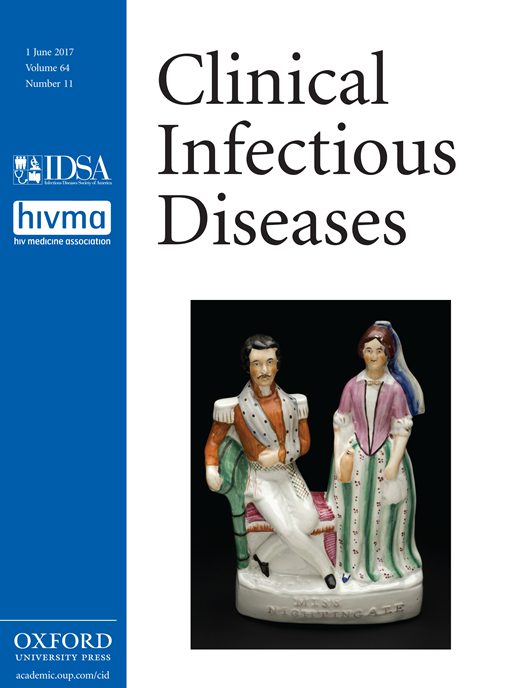 1 June 2017
Volume 64
Number 11
Clinical
Infectious
Diseases
IDSA
Infectious Diseases Society of America
hivma
hiv medicine association
MISS
NIGHTINGALE
OXFORD
UNIVERSITY PRESS
academic.oup.com/cid